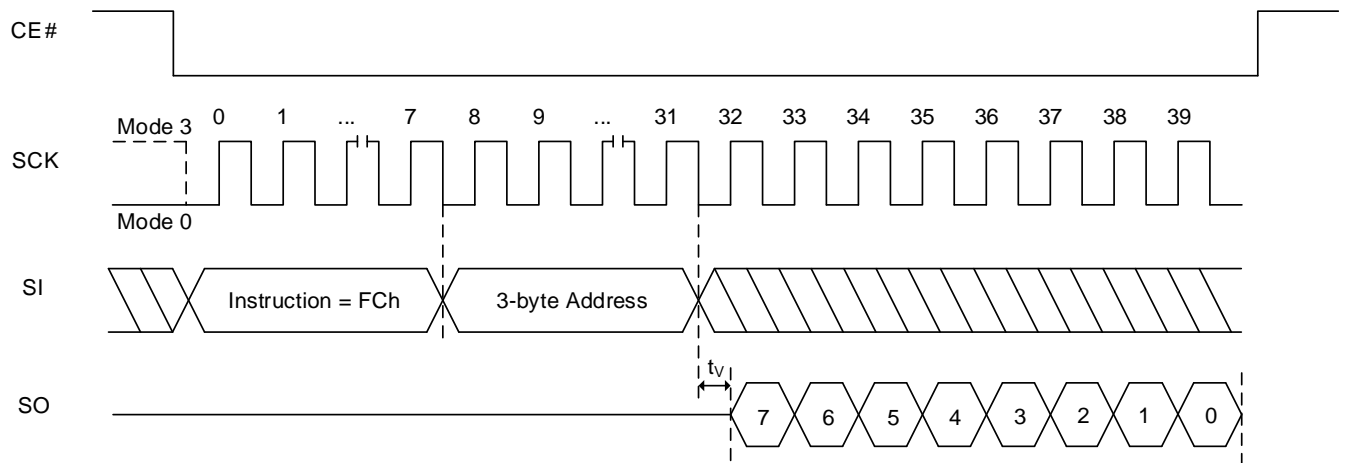 CE#
0 1 ... 7 8 9 ... 31 32 33 34 35 36 37 38 39
Mode 3
SCK
Mode 0
SI
Instruction = FCh 3-byte Address
tV
SO
7 6 5 4 3 2 1 0